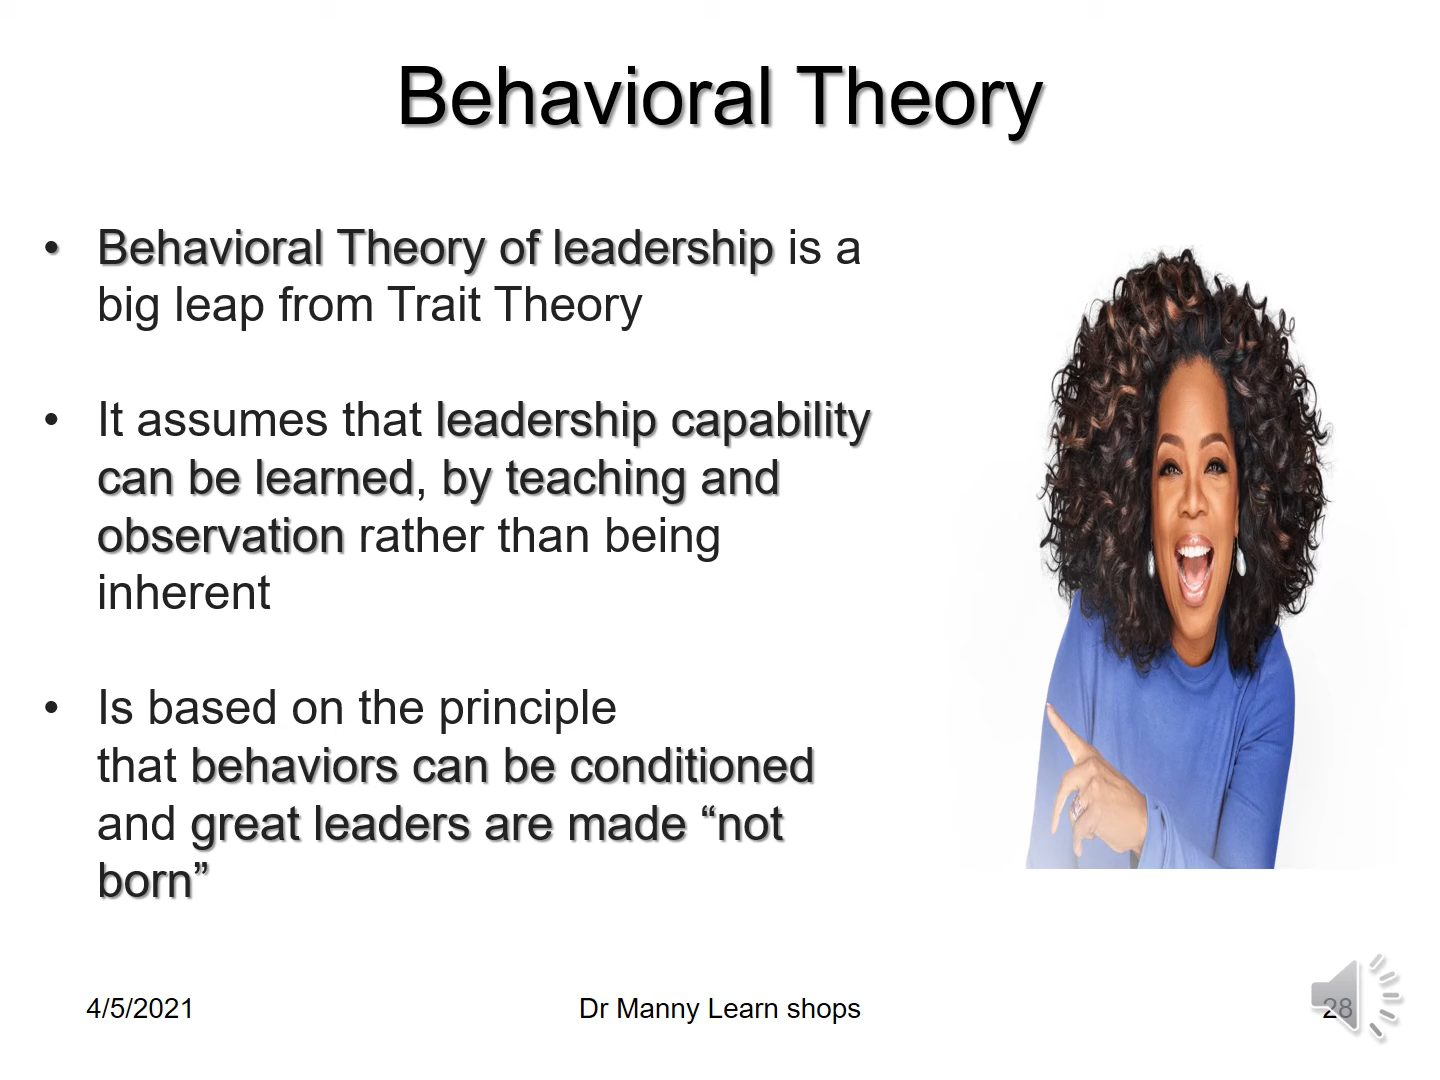 Behavioral Theory
• Behavioral Theory of leadership is a
big leap from Trait Theory
• It assumes that leadership capability
can be learned, by teaching and
observation rather than being
inherent
• Is based on the principle
that behaviors can be conditioned
and great leaders are made “not
born”
4/5/2021
Dr Manny Learn shops
28